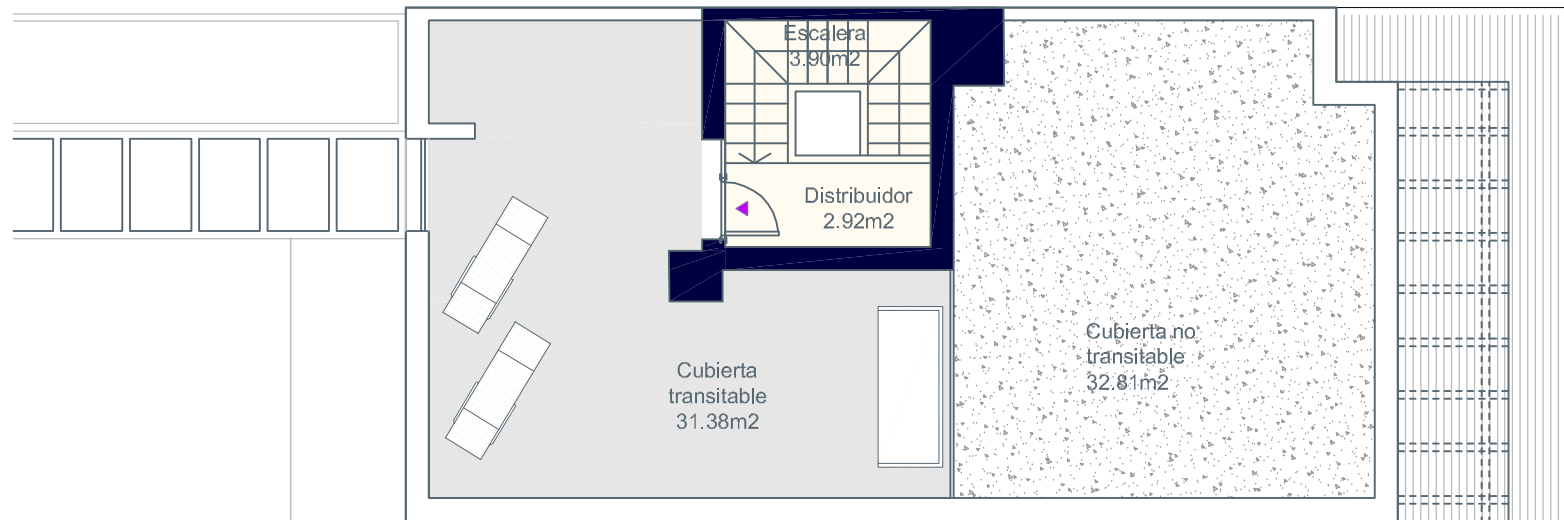 Escalera
3.90m2
Distribuidor
2.92m2
Cubierta
transitable
31.38m2
Cubierta no
transitable
32.81m2